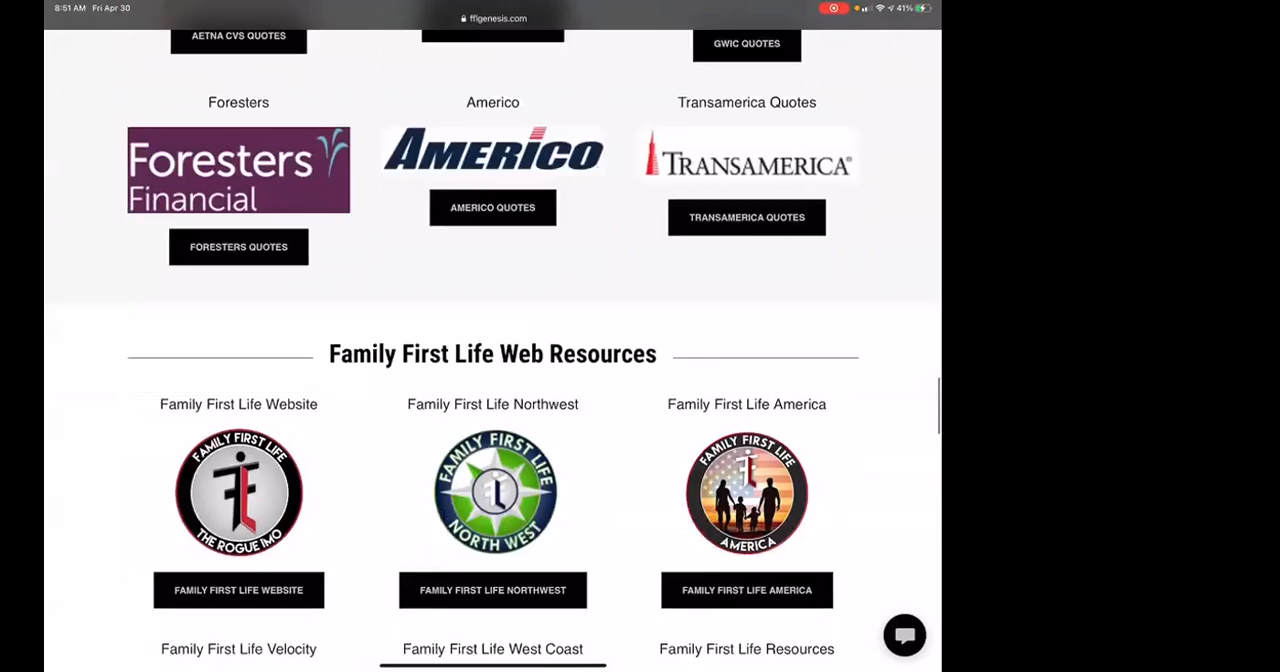 8:51 AM Fri Apr 30
fflgenesis.com
41%
AETNA CVS QUOTES
GWIC QUOTES
Foresters
Americo
Transamerica Quotes
Foresters
Financial
AMERICO
TRANSAMERICA®
FORESTERS QUOTES
AMERICO QUOTES
TRANSAMERICA QUOTES
Family First Life Web Resources
Family First Life Website
Family First Life Northwest
Family First Life America
FAMILY FIRST LIFE
THE ROGUE IMO
FAMILY FIRST LIFE
NORTH WEST
FAMILY FIRST LIFE
AMERICA
FAMILY FIRST LIFE WEBSITE
FAMILY FIRST LIFE NORTHWEST
FAMILY FIRST LIFE AMERICA
Family First Life Velocity
Family First Life West Coast
Family First Life Resources